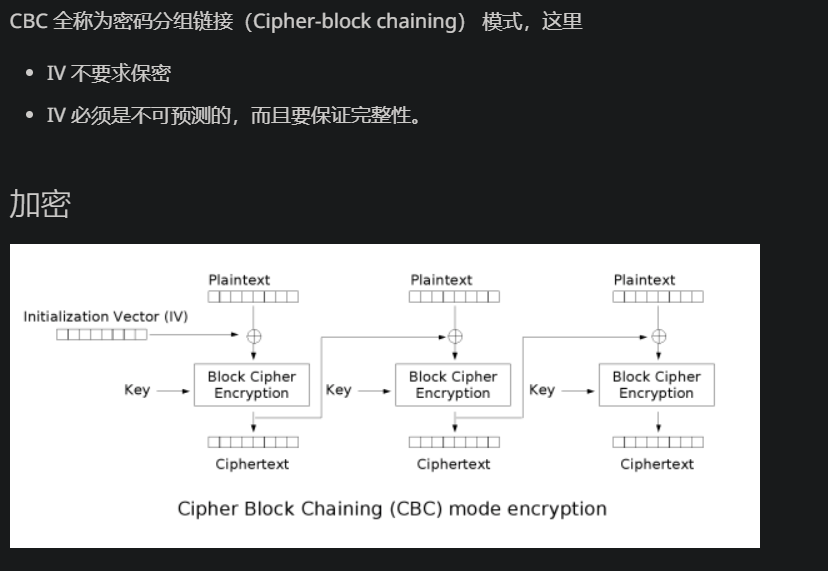 CBC 全称为密码分组链接（Cipher-block chaining） 模式，这里
IV 不要求保密
IV 必须是不可预测的，而且要保证完整性。
加密
Plaintext Plaintext Plaintext
Initialization Vector (IV)
Key Block Cipher Encryption Key Block Cipher Encryption Key Block Cipher Encryption
Ciphertext Ciphertext Ciphertext
Cipher Block Chaining (CBC) mode encryption